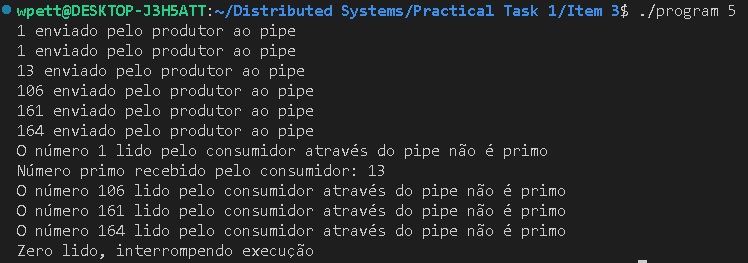 wpett@DESKTOP-J3H5ATT:~/Distributed Systems/Practical Task 1/Item 3$ ./program 5
1 enviado pelo produtor ao pipe
1 enviado pelo produtor ao pipe
13 enviado pelo produtor ao pipe
106 enviado pelo produtor ao pipe
161 enviado pelo produtor ao pipe
164 enviado pelo produtor ao pipe
O número 1 lido pelo consumidor através do pipe não é primo
Número primo recebido pelo consumidor: 13
O número 106 lido pelo consumidor através do pipe não é primo
O número 161 lido pelo consumidor através do pipe não é primo
O número 164 lido pelo consumidor através do pipe não é primo
Zero lido, interrompendo execução